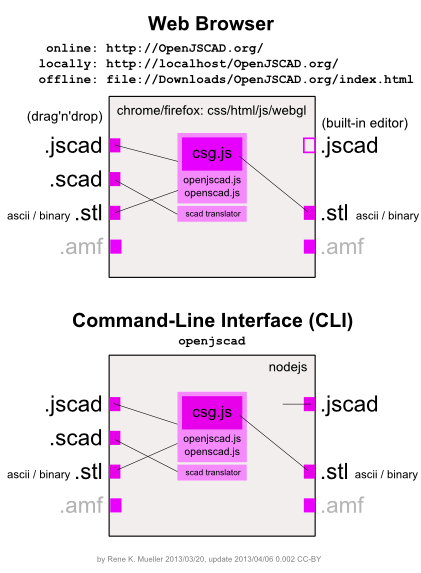 Web Browser
online: http://OpenJSCAD.org/
locally: http://localhost/OpenJSCAD.org/
offline: file://Downloads/OpenJSCAD.org/index.html
chrome/firefox: css/html/js/webgl
(drag'n'drop)
(built-in editor)
.jscad
csg.js
.jscad
.scad
openjscad.js
openscad.js
ascii / binary .stl
scad translator
.stl ascii / binary
.amf
.amf
Command-Line Interface (CLI)
openjscad
nodejs
.jscad
csg.js
.jscad
.scad
openjscad.js
openscad.js
ascii / binary .stl
scad translator
.stl ascii / binary
.amf
.amf
by Rene K. Mueller 2013/03/20, update 2013/04/06 0.002 CC-BY